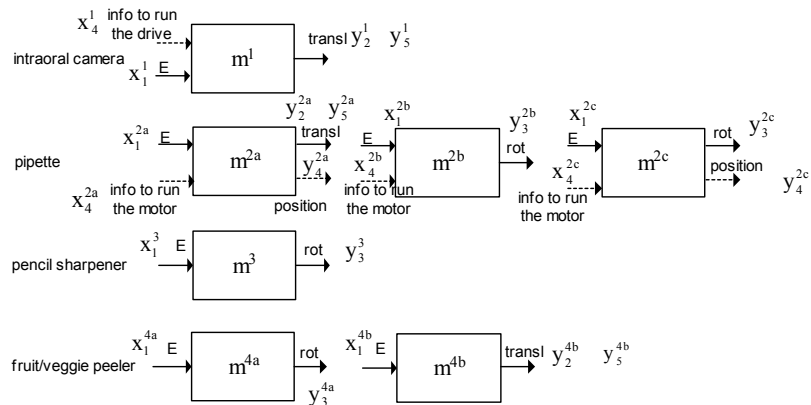 x₄¹ info to run
the drive
intraoral camera
x₁¹ E
m¹
transl y₂¹ y₅¹
pipette
x₁²ᵃ E
x₄²ᵃ info to run
the motor
m²ᵃ
y₂²ᵃ y₅²ᵃ
transl
y₄²ᵃ
position
x₁²ᵇ
E
x₄²ᵇ
info to run
the motor
m²ᵇ
y₃²ᵇ
rot
x₁²ᶜ
E
x₄²ᶜ
info to run
the motor
m²ᶜ
rot y₃²ᶜ
position
y₄²ᶜ
pencil sharpener
x₁³ E
m³
rot y₃³
fruit/veggie peeler
x₁⁴ᵃ E
m⁴ᵃ
rot
y₃⁴ᵃ
x₁⁴ᵇ E
m⁴ᵇ
transl y₂⁴ᵇ y₅⁴ᵇ